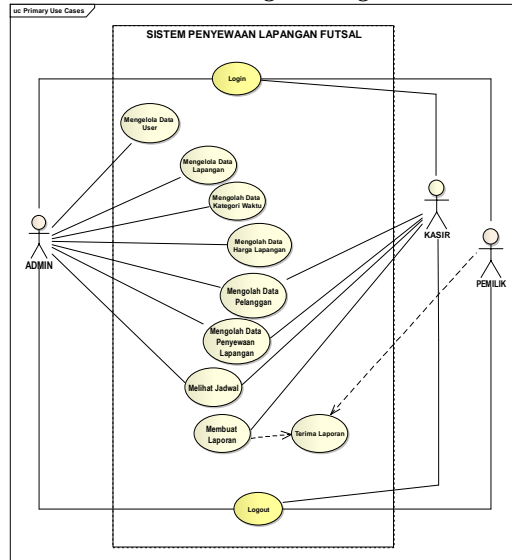 uc Primary Use Cases
SISTEM PENYEWAAN LAPANGAN FUTSAL
Login
Mengelola Data
User
Mengelola Data
Lapangan
Mengolah Data
Kategori Waktu
Mengolah Data
Harga Lapangan
Mengolah Data
Pelanggan
Mengolah Data
Penyewaan
Lapangan
Melihat Jadwal
Membuat
Laporan
Terima Laporan
Logout
ADMIN
KASIR
PEMILIK